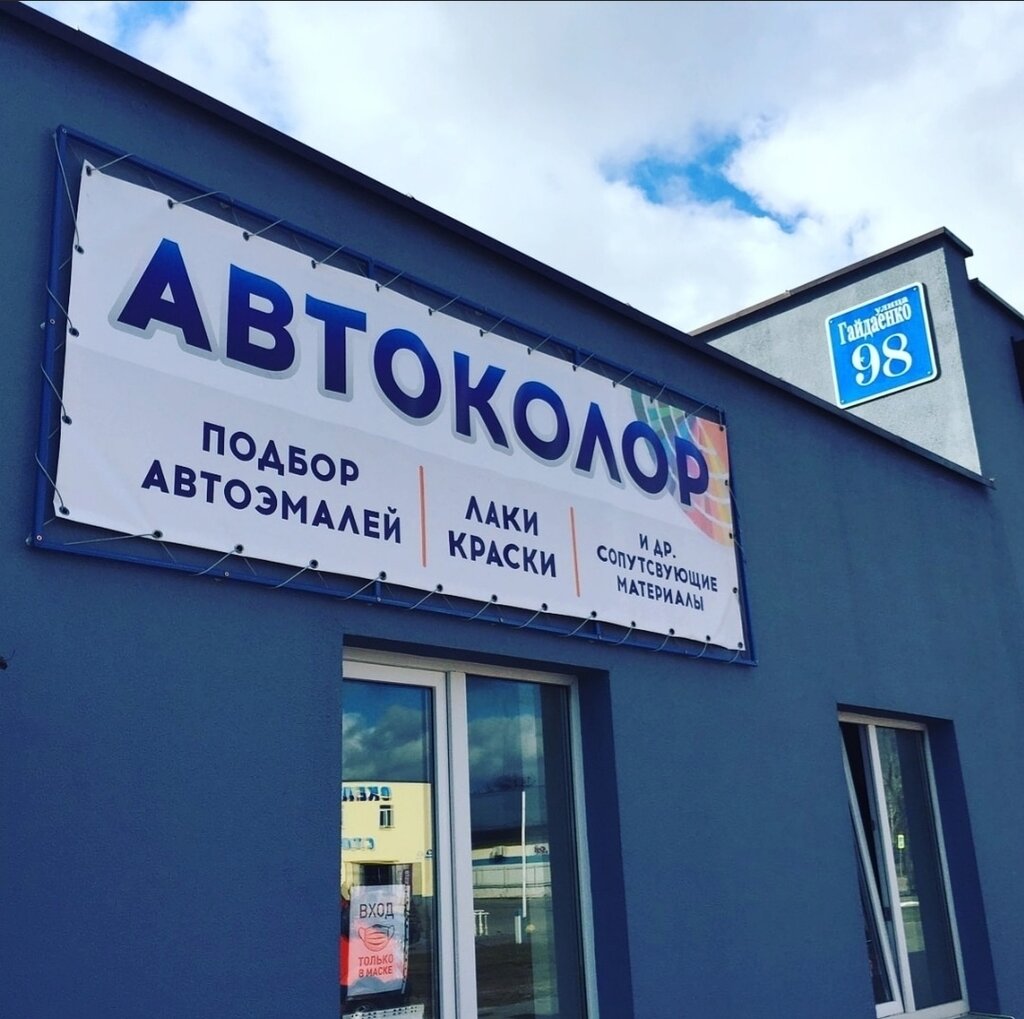 АВТОКОЛОР
ПОДБОР
АВТОЭМАЛЕЙ
ЛАКИ
КРАСКИ
И ДР.
СОПУТСВУЮЩИЕ
МАТЕРИАЛЫ
улица
Гайдаенко
98
ВХОД
ТОЛЬКО
В МАСКЕ